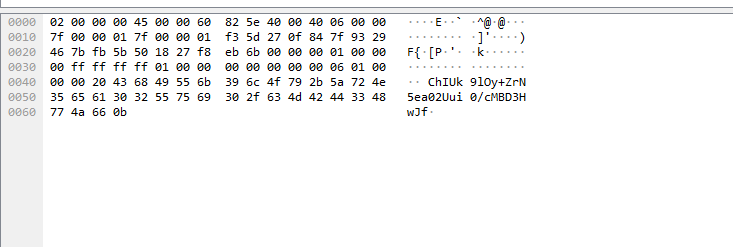 0000 02 00 00 00 45 00 00 60 82 5e 40 00 40 06 00 00 ····E··` ·^@·@···
0010 7f 00 00 01 7f 00 00 01 f3 5d 27 0f 84 7f 93 29 ········ ·]'····)
0020 46 7b fb 5b 50 18 27 f8 eb 6b 00 00 00 01 00 00 F{·[P·'· ·k······
0030 00 ff ff ff ff 01 00 00 00 00 00 00 00 06 01 00 ········ ········
0040 00 00 20 43 68 49 55 6b 39 6c 4f 79 2b 5a 72 4e ·· ChIUk 9lOy+ZrN
0050 35 65 61 30 32 55 75 69 30 2f 63 4d 42 44 33 48 5ea02Uui 0/cMBD3H
0060 77 4a 66 0b wJf·